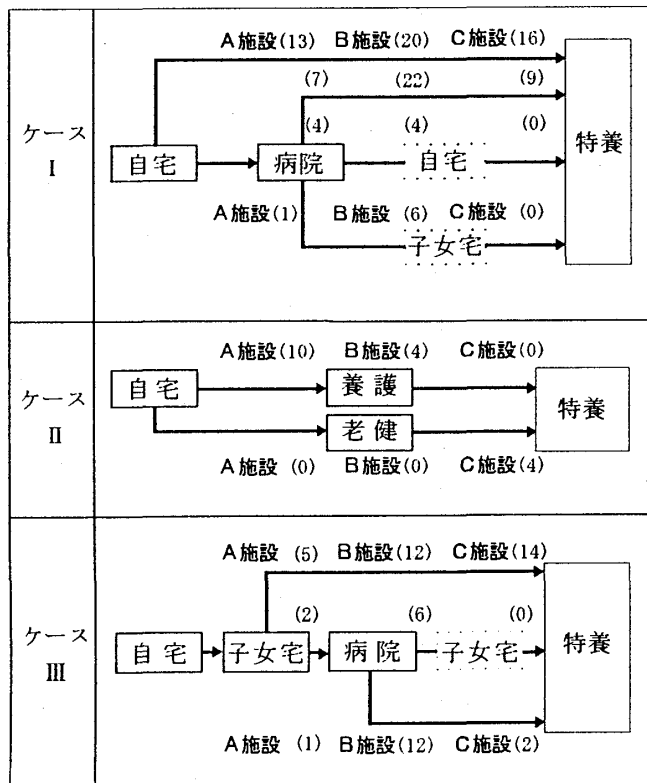 ケース
I
A施設(13) B施設(20) C施設(16)
(7) (22) (9)
(4) (4) (0)
自宅 病院 自宅 特養
A施設(1) B施設(6) C施設(0)
子女宅
ケース
II
A施設(10) B施設(4) C施設(0)
自宅 養護 特養
老健
A施設(0) B施設(0) C施設(4)
ケース
III
A施設(5) B施設(12) C施設(14)
(2) (6) (0)
自宅 子女宅 病院 子女宅 特養
A施設(1) B施設(12) C施設(2)